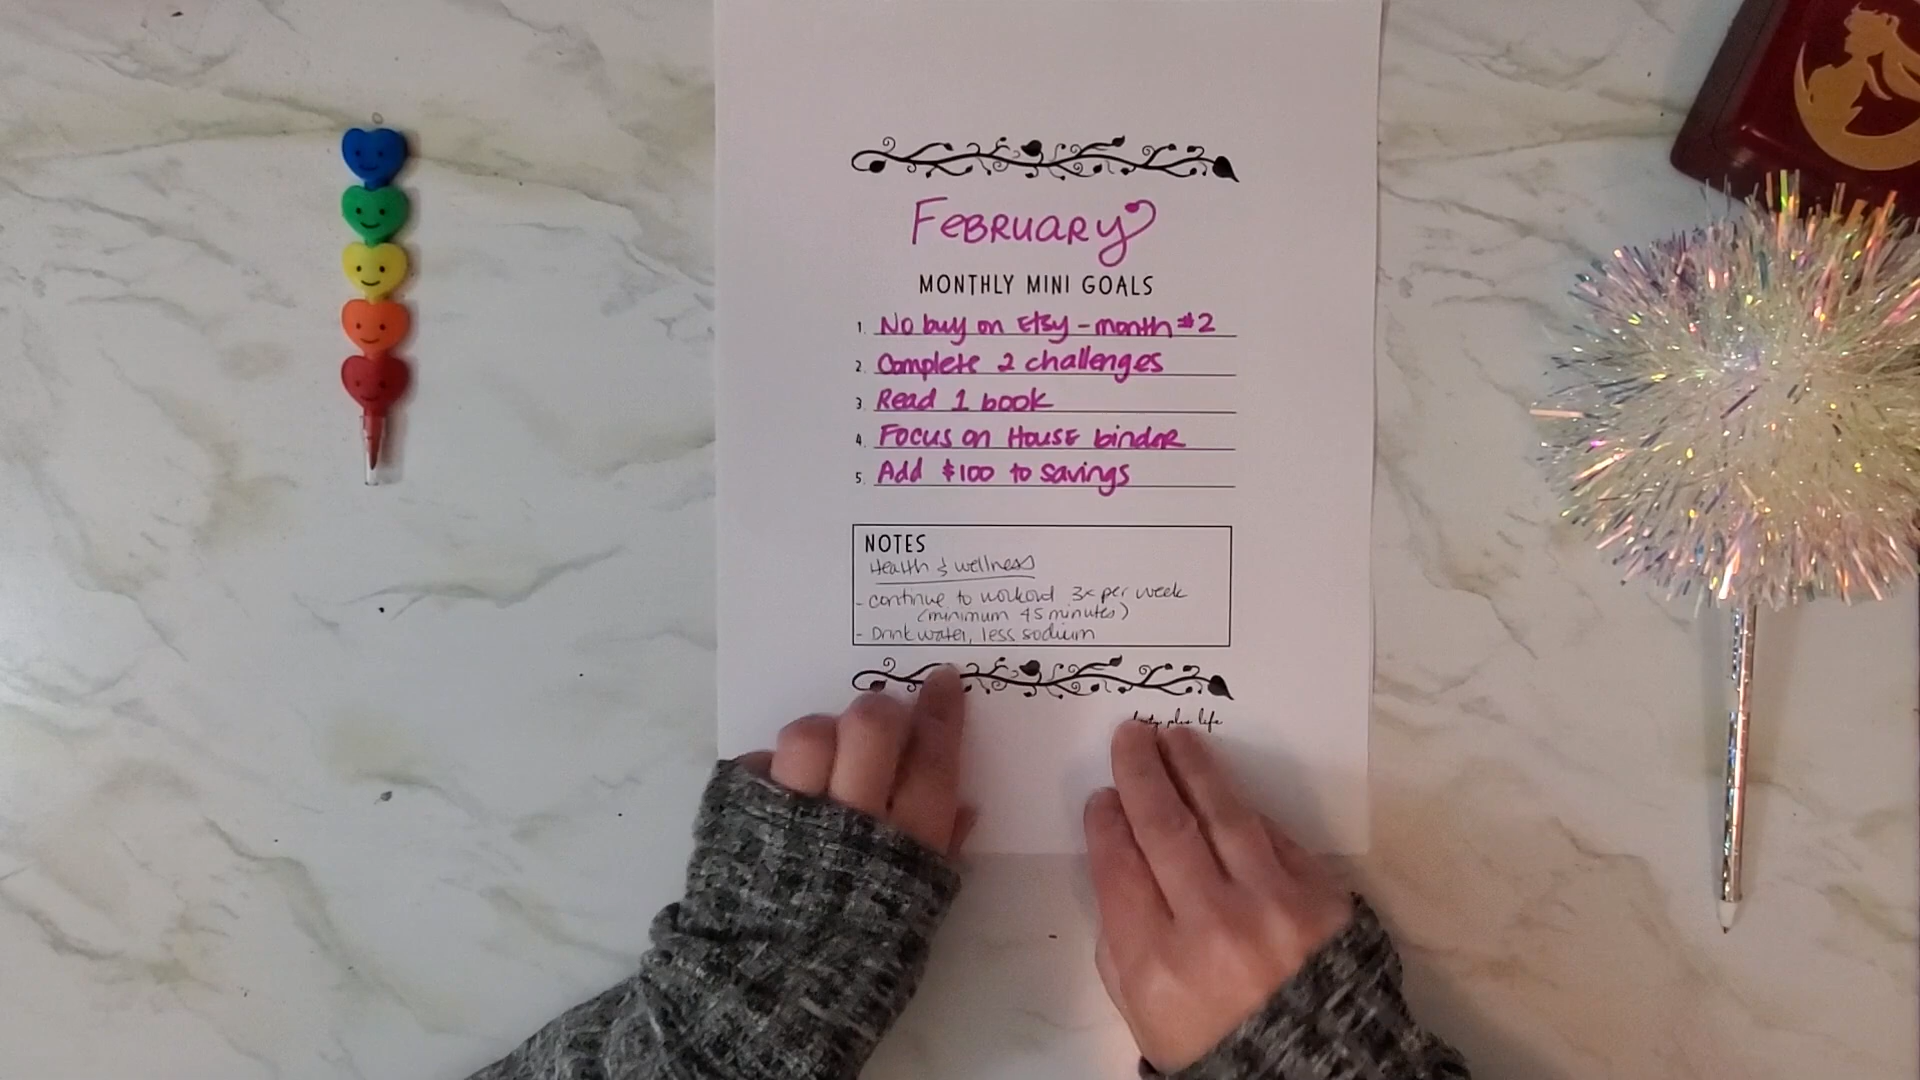 FEBRUARY
MONTHLY MINI GOALS
1. No buy on Etsy - month #2
2. Complete 2 challenges
3. Read 1 book
4. Focus on House binder
5. Add $100 to savings
NOTES
Health & wellness
- continue to workout 3x per week
(minimum 45 minutes)
- Drink water, less sodium
plus life